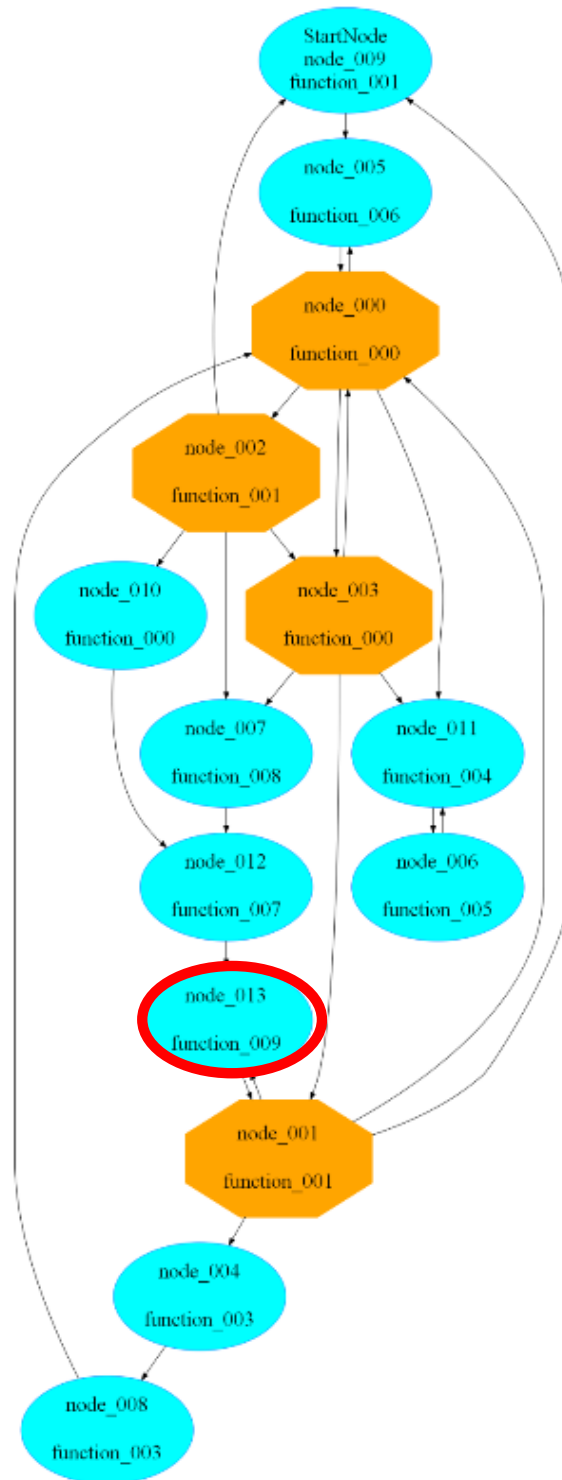 StartNode
node_009
function_001
node_005
function_006
node_000
function_000
node_002
function_001
node_010
function_000
node_003
function_000
node_007
function_008
node_011
function_004
node_012
function_007
node_006
function_005
node_013
function_009
node_001
function_001
node_004
function_003
node_008
function_003